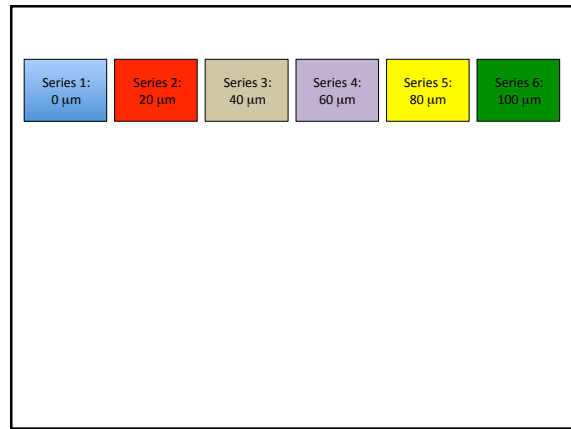 Series 1:
0 μm
Series 2:
20 μm
Series 3:
40 μm
Series 4:
60 μm
Series 5:
80 μm
Series 6:
100 μm